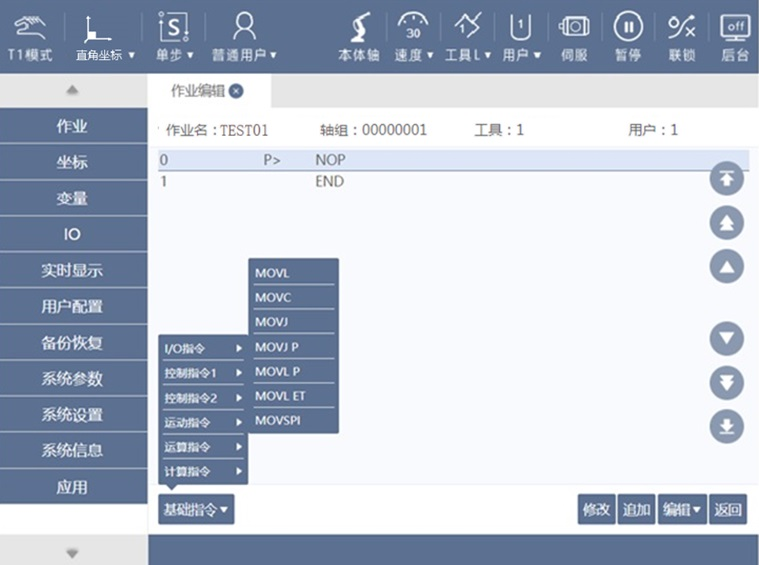 S 30 1 1 off
T1模式 直角坐标 单步 普通用户 本体轴 速度 工具L 用户 伺服 暂停 联锁 后台
作业编辑
作业
作业名：TEST01 轴组：00000001 工具：1 用户：1
0 P> NOP
1 END
坐标
变量
IO
实时显示
用户配置
备份恢复
系统参数
系统设置
系统信息
应用
MOVL
MOVC
MOVJ
MOVJ P
MOVL P
MOVL ET
MOVSPI
I/O指令
控制指令1
控制指令2
运动指令
运算指令
计算指令
基础指令 修改 追加 编辑 返回